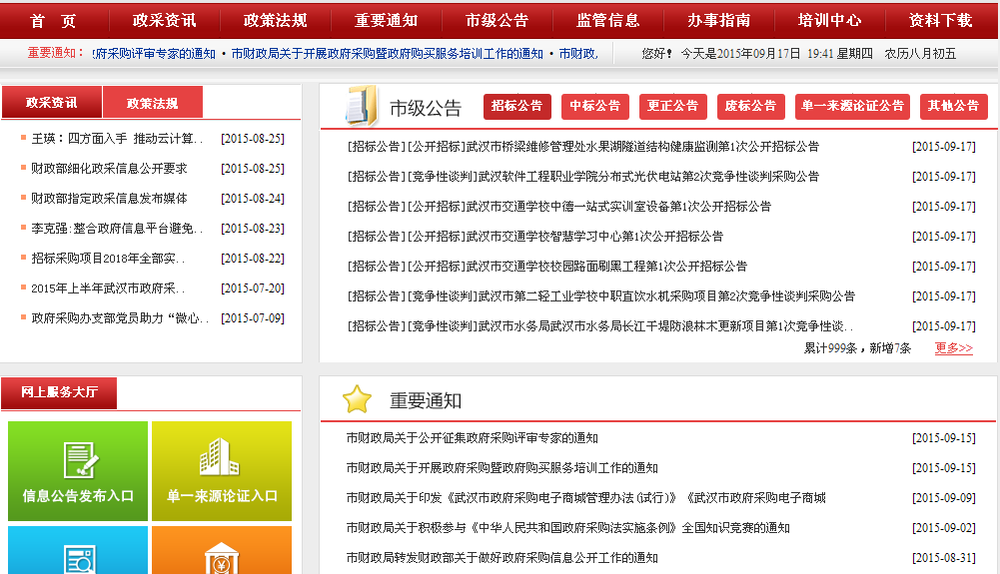 首 页 政采资讯 政策法规 重要通知 市级公告 监管信息 办事指南 培训中心 资料下载
重要通知： 府采购评审专家的通知 • 市财政局关于开展政府采购暨政府购买服务培训工作的通知 • 市财政, 您好！ 今天是2015年09月17日 19:41 星期四 农历八月初五
政采资讯 政策法规
王瑛：四方面入手 推动云计算.. [2015-08-25]
财政部细化政采信息公开要求 [2015-08-25]
财政部指定政采信息发布媒体 [2015-08-24]
李克强:整合政府信息平台避免.. [2015-08-23]
招标采购项目2018年全部实.. [2015-08-22]
2015年上半年武汉市政府采.. [2015-07-20]
政府采购办支部党员助力“微心.. [2015-07-09]
市级公告 招标公告 中标公告 更正公告 废标公告 单一来源论证公告 其他公告
[招标公告][公开招标]武汉市桥梁维修管理处水果湖隧道结构健康监测第1次公开招标公告 [2015-09-17]
[招标公告][竞争性谈判]武汉软件工程职业学院分布式光伏电站第2次竞争性谈判采购公告 [2015-09-17]
[招标公告][公开招标]武汉市交通学校中德一站式实训室设备第1次公开招标公告 [2015-09-17]
[招标公告][公开招标]武汉市交通学校智慧学习中心第1次公开招标公告 [2015-09-17]
[招标公告][公开招标]武汉市交通学校校园路面刷黑工程第1次公开招标公告 [2015-09-17]
[招标公告][竞争性谈判]武汉市第二轻工业学校中职直饮水机采购项目第2次竞争性谈判采购公告 [2015-09-17]
[招标公告][竞争性谈判]武汉市水务局武汉市水务局长江干堤防浪林木更新项目第1次竞争性谈.. [2015-09-17]
累计999条，新增7条 更多>>
网上服务大厅
信息公告发布入口 单一来源论证入口
重要通知
市财政局关于公开征集政府采购评审专家的通知 [2015-09-15]
市财政局关于开展政府采购暨政府购买服务培训工作的通知 [2015-09-15]
市财政局关于印发《武汉市政府采购电子商城管理办法(试行)》《武汉市政府采购电子商城 [2015-09-09]
市财政局关于积极参与《中华人民共和国政府采购法实施条例》全国知识竞赛的通知 [2015-09-02]
市财政局转发财政部关于做好政府采购信息公开工作的通知 [2015-08-31]